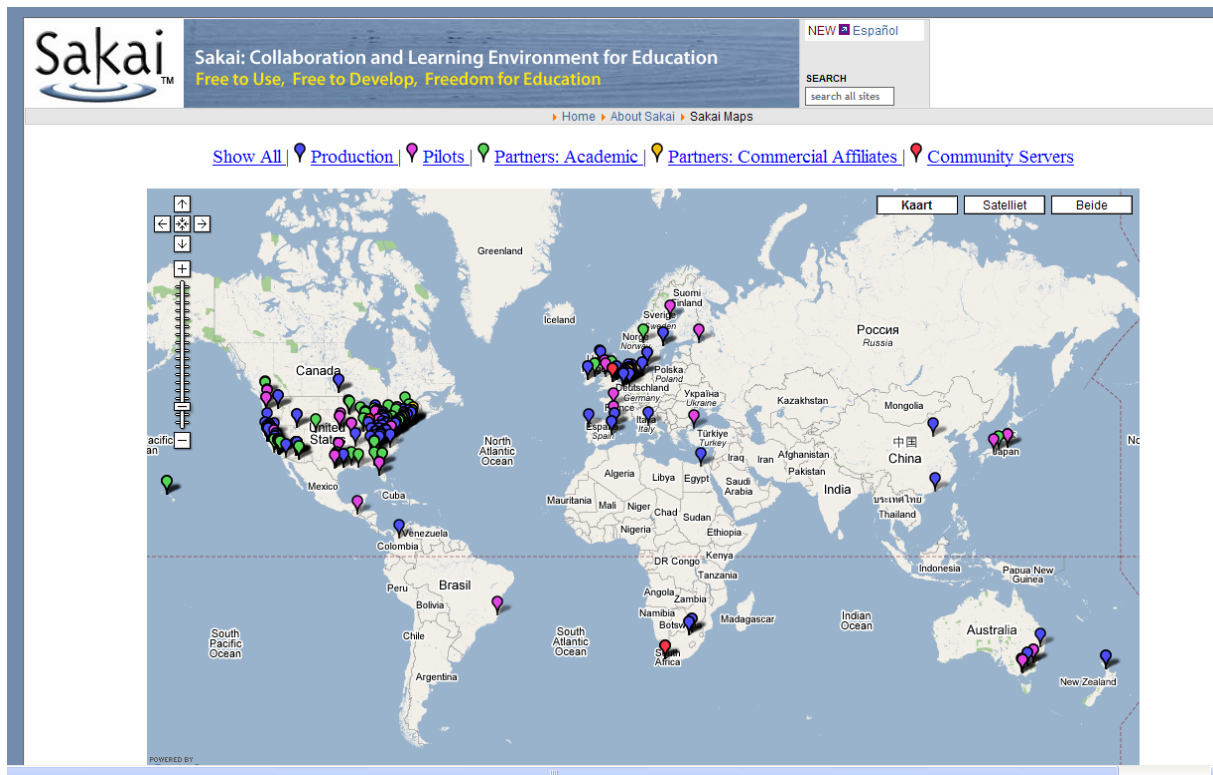 Sakai TM
Sakai: Collaboration and Learning Environment for Education
Free to Use, Free to Develop, Freedom for Education
NEW Español
SEARCH
search all sites
Home About Sakai Sakai Maps
Show All | Production | Pilots | Partners: Academic | Partners: Commercial Affiliates | Community Servers
Kaart Satelliet Beide
Greenland
Iceland
Suomi
Finland
Sverige
Sweden
Norge
Norway
Россия
Russia
Canada
Polska
Poland
Deutschland
Germany
Україна
Ukraine
Kazakhstan
Mongolia
España
Spain
Italia
Italy
Türkiye
Turkey
United
States
North
Atlantic
Ocean
中国
China
Japan
Iraq
Iran
Afghanistan
Pakistan
Algeria
Libya
Egypt
Saudi
Arabia
India
Mexico
Cuba
Mauritania
Mali
Niger
Chad
Sudan
ประเทศไทย
Thailand
Venezuela
Colombia
Nigeria
Ethiopia
DR Congo
Kenya
Tanzania
Indonesia
Papua New
Guinea
Peru
Brasil
Bolivia
Angola
Zambia
Namibia
Madagascar
Indian
Ocean
South
Pacific
Ocean
Chile
South
Atlantic
Ocean
South
Africa
Australia
Argentina
New Zealand
POWERED BY